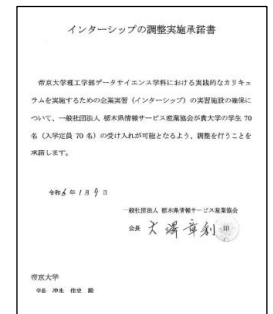 インターシップの調整実施承諾書
帝京大学理工学部データサイエンス学科における実践的なカリキュ
ラムを実施するための企業実習（インターシップ）の実習施設の確保に
ついて、一般社団法人 栃木県情報サービス産業協会が貴大学の学生 70
名（入学定員 70 名）の受け入れが可能となるよう、調整を行うことを
承諾します。
令和 6 年 1 月 9 日
一般社団法人 栃木県情報サービス産業協会
会長 大澤幸利 印
帝京大学
学長 冲永 佳史 殿